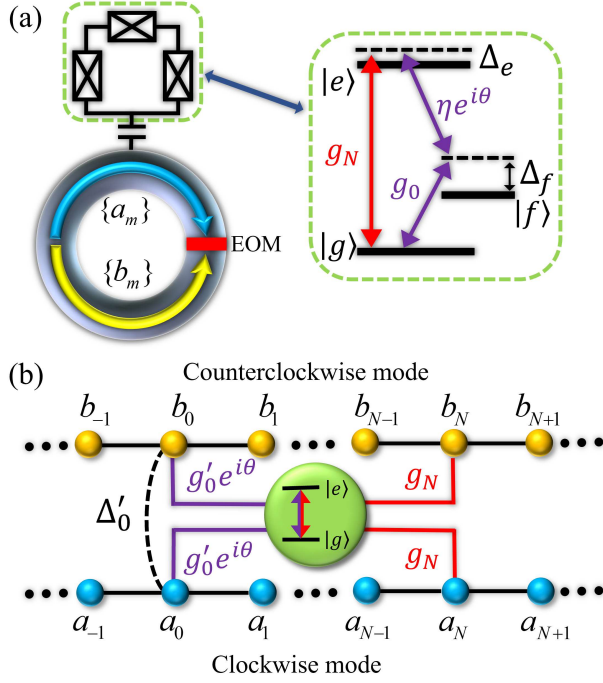 (a)
{a_m}
{b_m}
EOM
|e⟩
Δ_e
ηe^{iθ}
g_N
g_0
Δ_f
|f⟩
|g⟩
(b)
Counterclockwise mode
b_{-1} b_0 b_1 b_{N-1} b_N b_{N+1}
g'_0e^{iθ} |e⟩ g_N
Δ'_0
g'_0e^{iθ} |g⟩ g_N
a_{-1} a_0 a_1 a_{N-1} a_N a_{N+1}
Clockwise mode